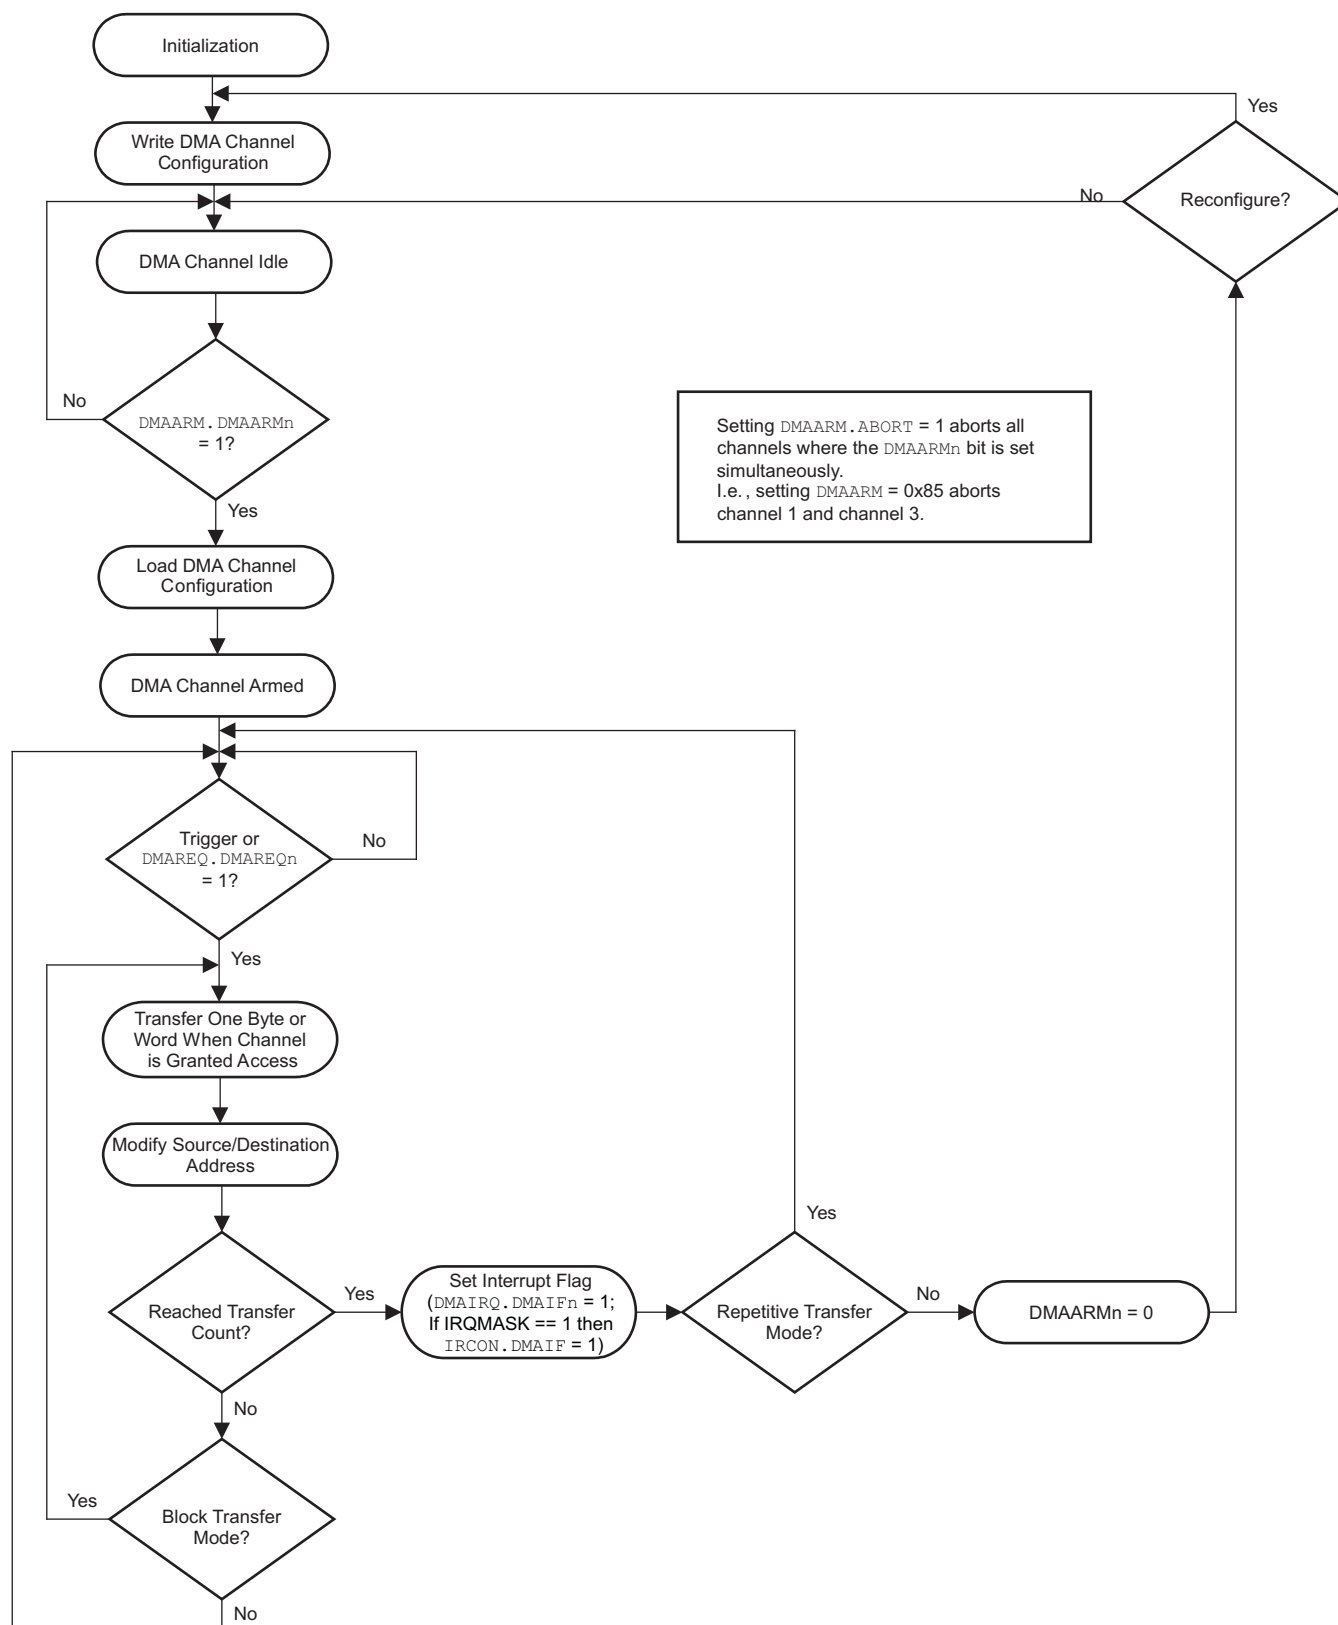 Initialization
Yes
Write DMA Channel
Configuration
No
Reconfigure?
DMA Channel Idle
No
DMAARM.DMAARMn
= 1?
Setting DMAARM.ABORT = 1 aborts all
channels where the DMAARMn bit is set
simultaneously.
I.e., setting DMAARM = 0x85 aborts
channel 1 and channel 3.
Yes
Load DMA Channel
Configuration
DMA Channel Armed
Trigger or
DMAREQ.DMAREQn
= 1?
No
Yes
Transfer One Byte or
Word When Channel
is Granted Access
Modify Source/Destination
Address
Reached Transfer
Count?
Yes
Set Interrupt Flag
(DMAIRQ.DMAIFn = 1;
If IRQMASK == 1 then
IRCON.DMAIF = 1)
Yes
Repetitive Transfer
Mode?
No
DMAARMn = 0
No
Yes
Block Transfer
Mode?
No